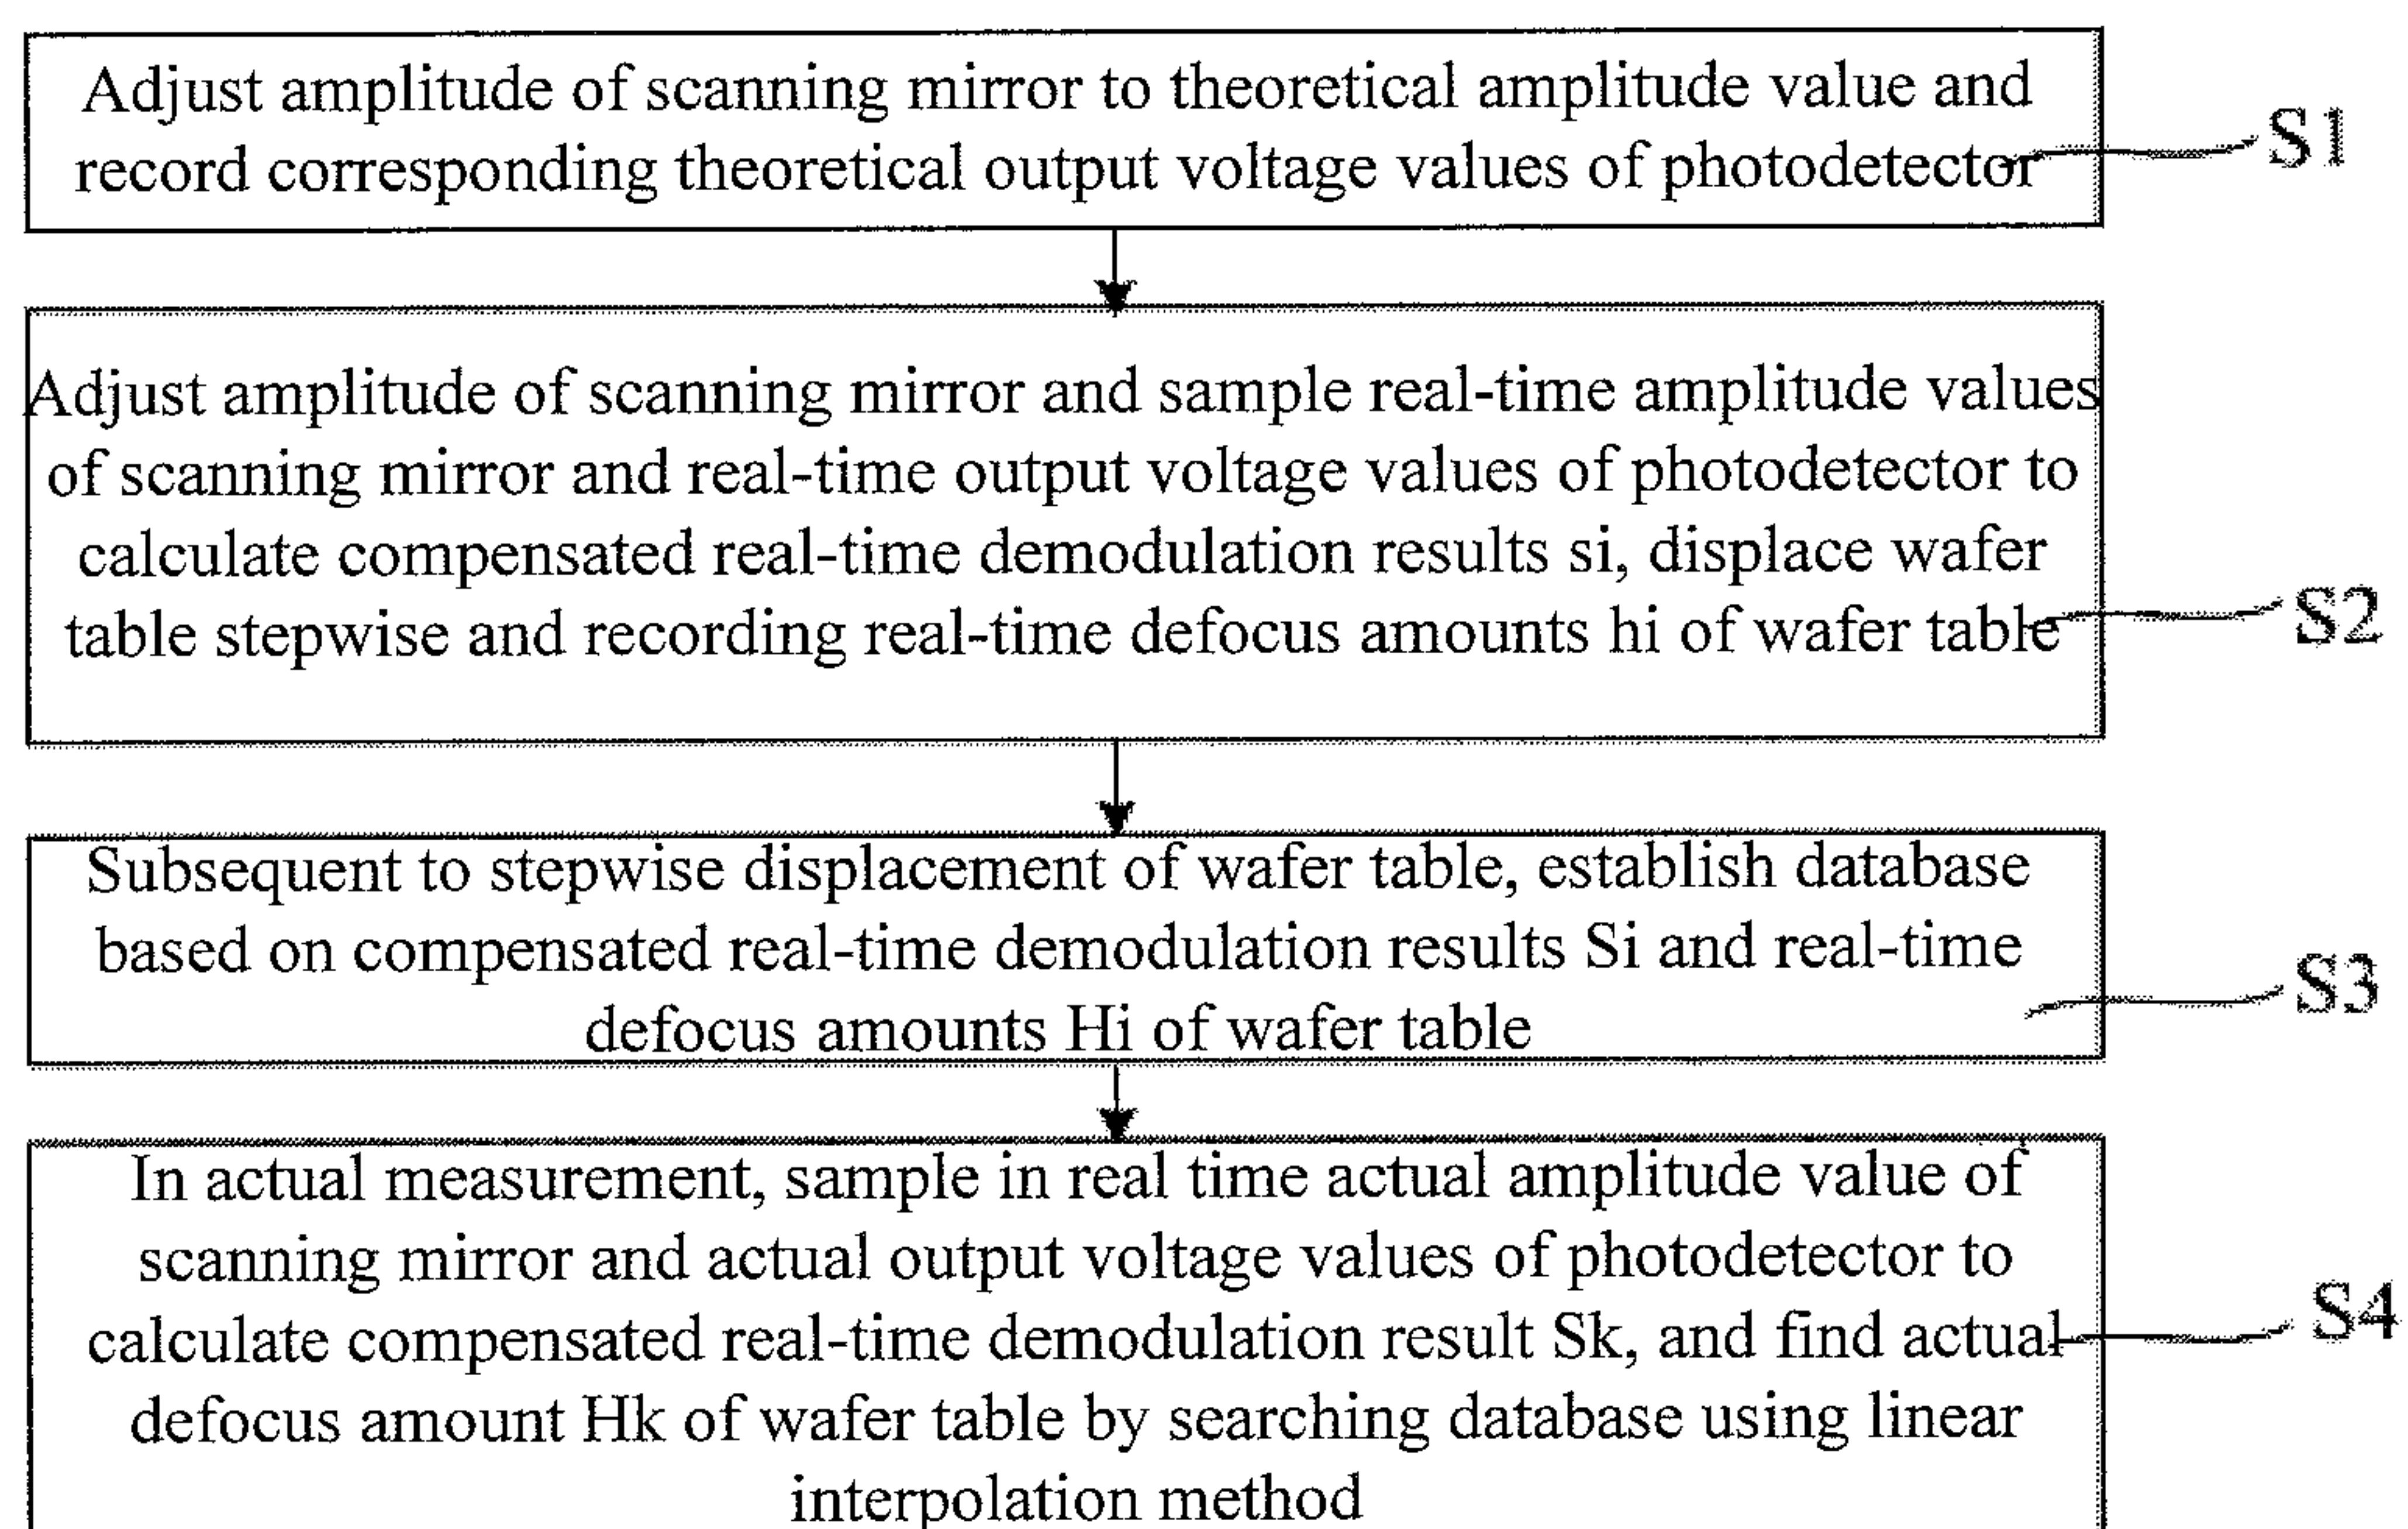 Adjust amplitude of scanning mirror to theoretical amplitude value and
record corresponding theoretical output voltage values of photodetector
S1
Adjust amplitude of scanning mirror and sample real-time amplitude values
of scanning mirror and real-time output voltage values of photodetector to
calculate compensated real-time demodulation results si, displace wafer
table stepwise and recording real-time defocus amounts hi of wafer table
S2
Subsequent to stepwise displacement of wafer table, establish database
based on compensated real-time demodulation results Si and real-time
defocus amounts Hi of wafer table
S3
In actual measurement, sample in real time actual amplitude value of
scanning mirror and actual output voltage values of photodetector to
calculate compensated real-time demodulation result Sk, and find actual
defocus amount Hk of wafer table by searching database using linear
interpolation method
S4